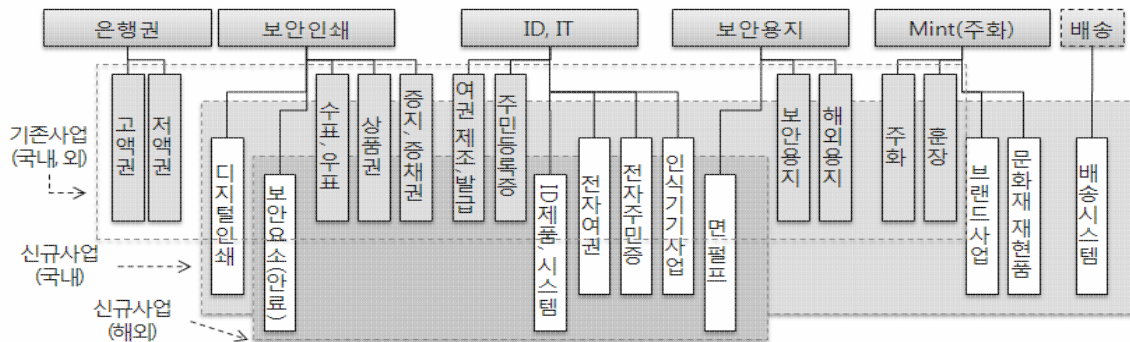 은행권
보안인쇄
ID, IT
보안용지
Mint(주화)
배송
기존사업
(국내, 외)
신규사업
(국내)
신규사업
(해외)
고액권
저액권
디지털인쇄
보안요소(안료)
수표,우표
상품권
증지,증채권
여권 제조,발급
주민등록증
ID제품,시스템
전자여권
전자주민증
인식기기사업
면 펄프
보안용지
해외용지
주화
훈장
브랜드사업
문화재 재현품
배송시스템